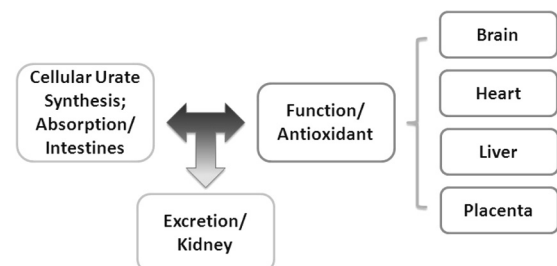 Cellular Urate
Synthesis;
Absorption/
Intestines
Function/
Antioxidant
Excretion/
Kidney
Brain
Heart
Liver
Placenta